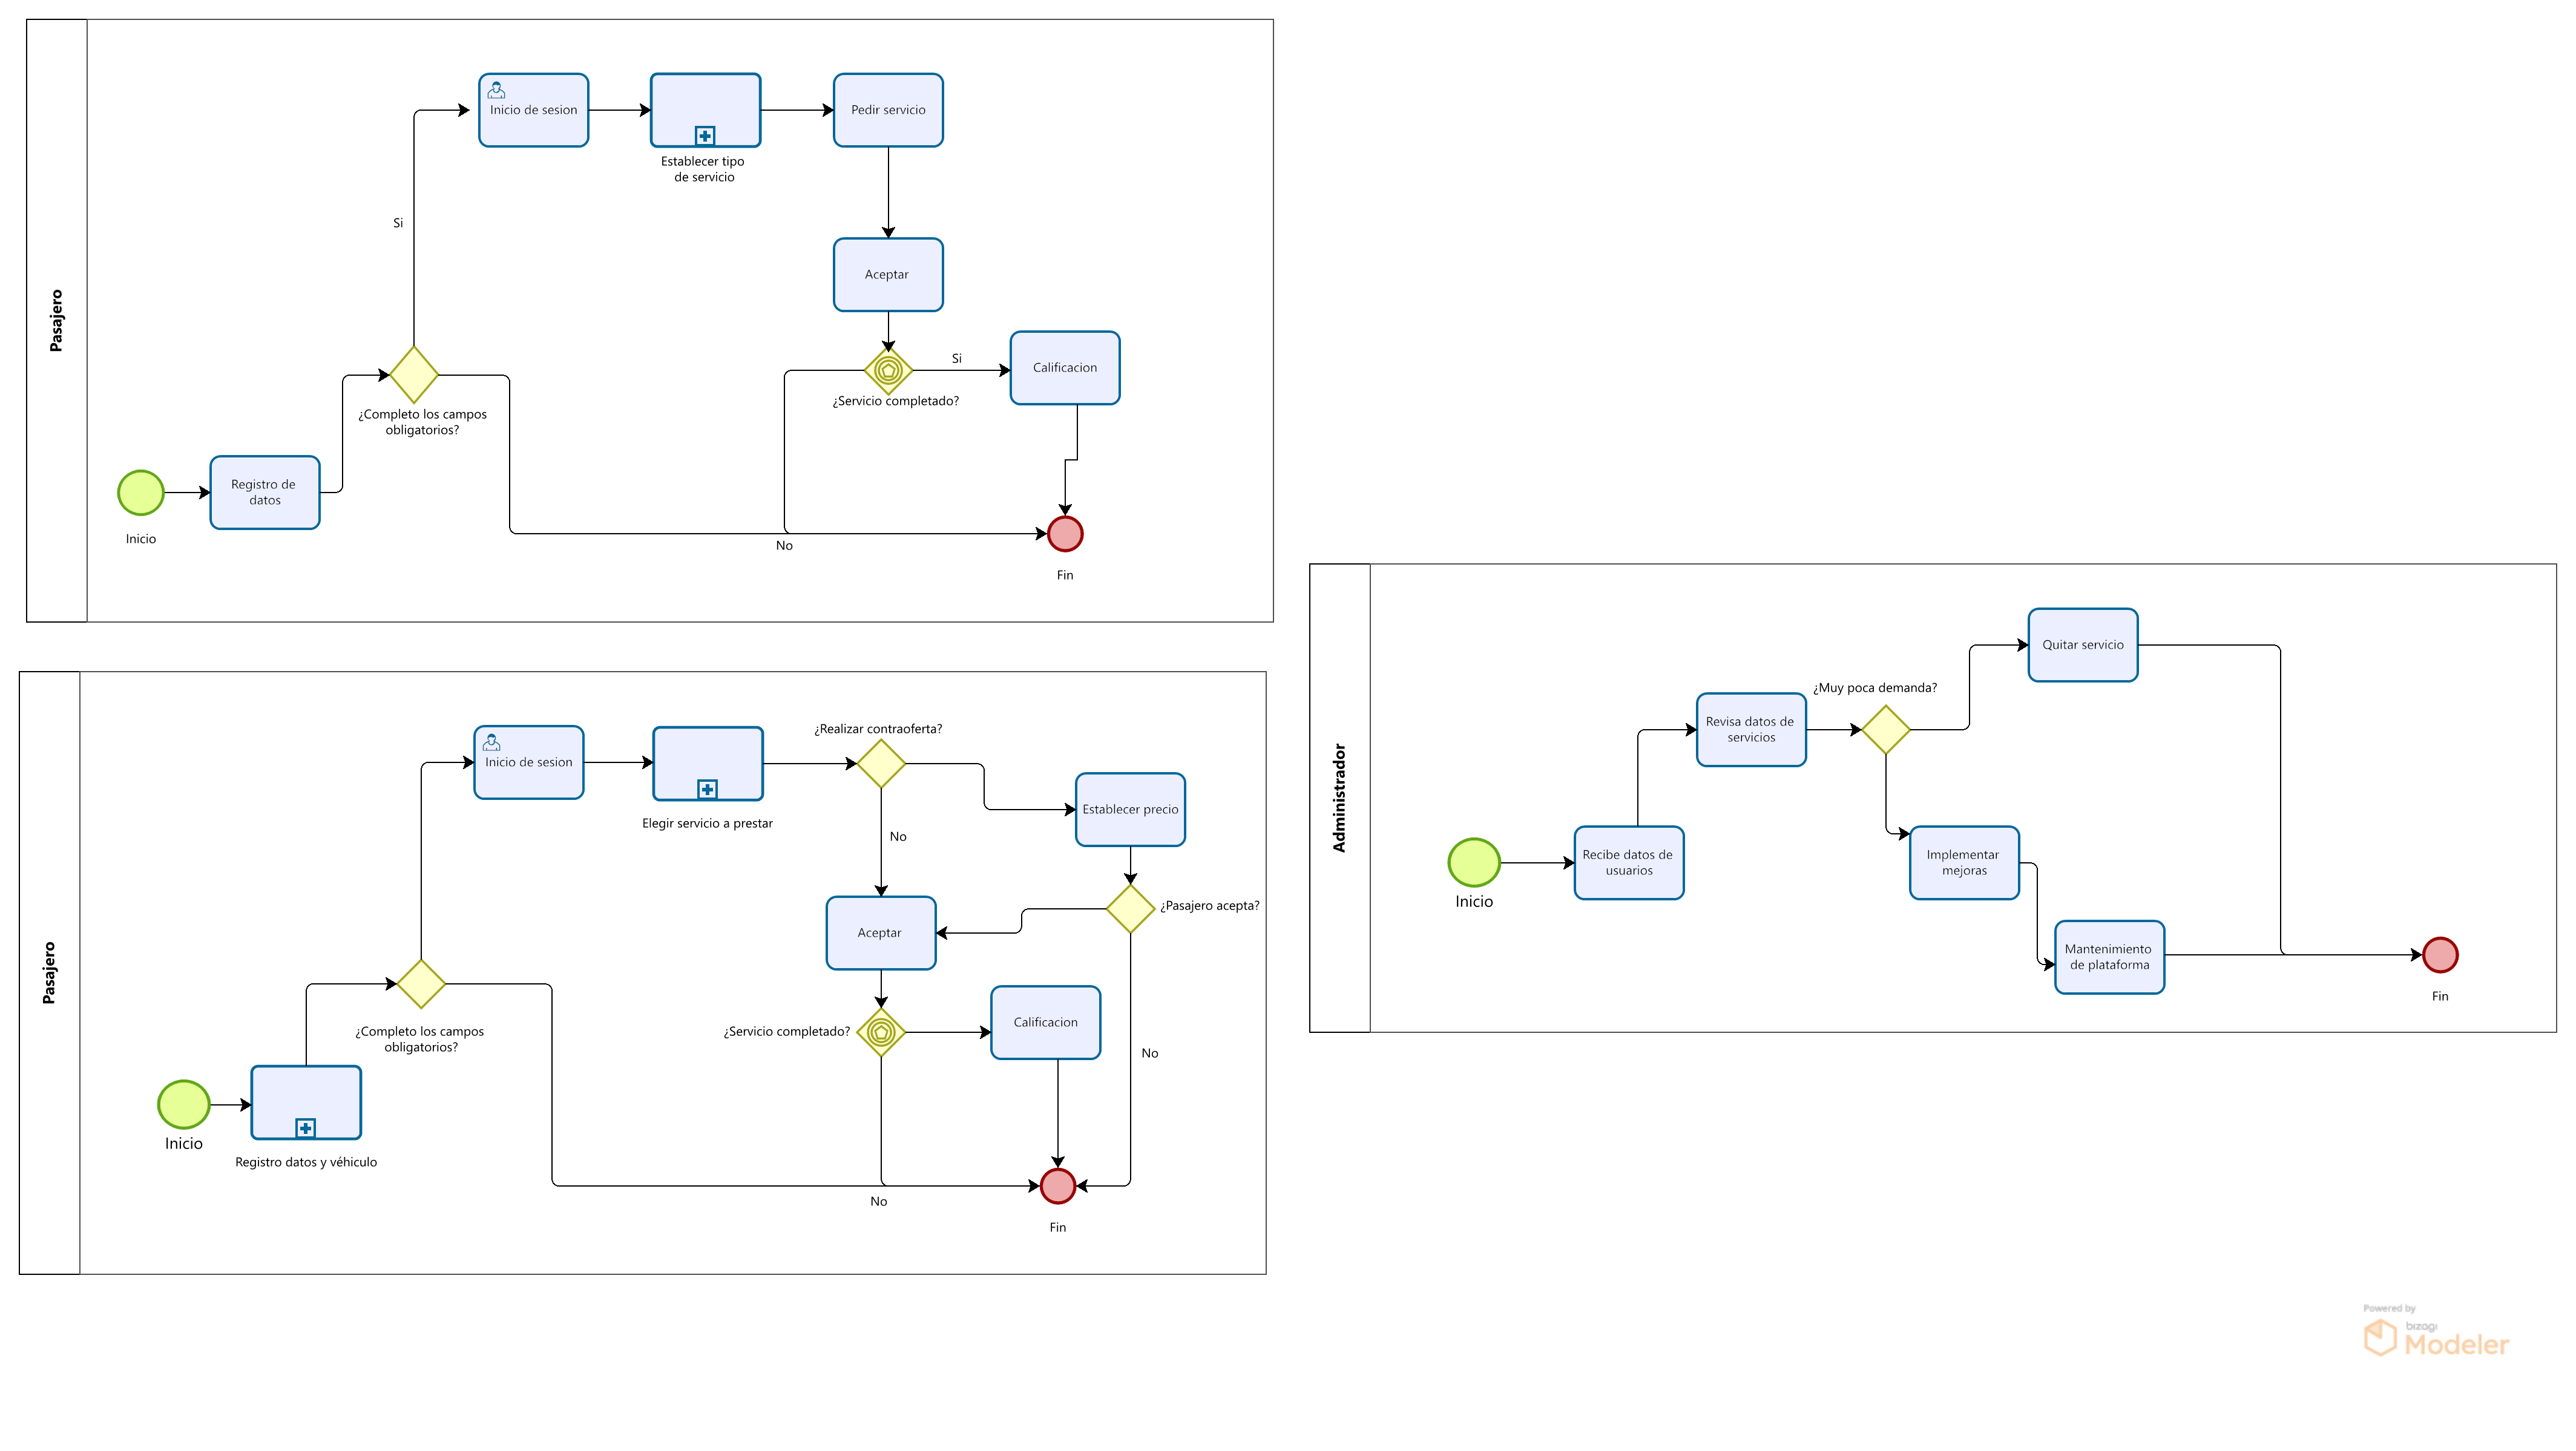 Pasajero
Inicio de sesion
Establecer tipo
de servicio
Pedir servicio
Si
Aceptar
Si
Calificacion
¿Servicio completado?
¿Completo los campos
obligatorios?
Registro de
datos
Inicio
No
Fin
Pasajero
¿Realizar contraoferta?
Inicio de sesion
Elegir servicio a prestar
Establecer precio
No
¿Pasajero acepta?
Aceptar
Calificacion
¿Servicio completado?
¿Completo los campos
obligatorios?
No
Inicio
Registro datos y véhiculo
No
Fin
Administrador
Quitar servicio
¿Muy poca demanda?
Revisa datos de
servicios
Recibe datos de
usuarios
Implementar
mejoras
Inicio
Mantenimiento
de plataforma
Fin
Powered by
bizagi
Modeler